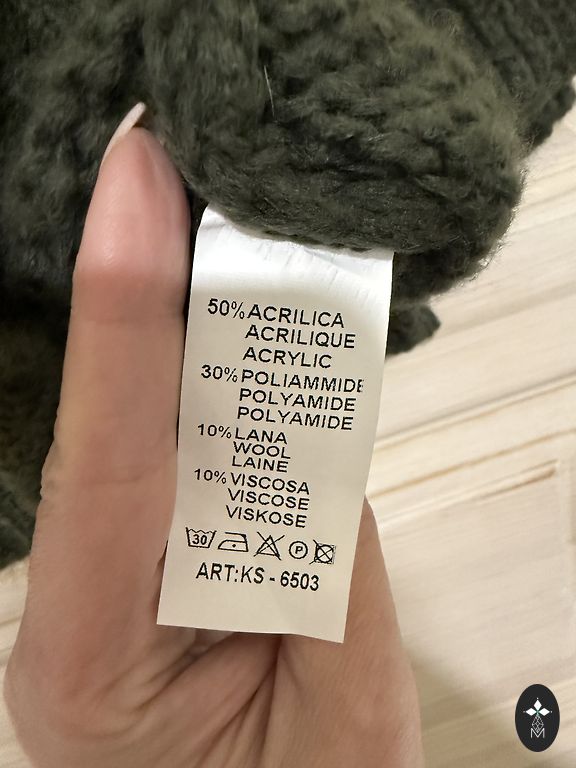 50% ACRILICA
ACRILIQUE
ACRYLIC
30% POLIAMMIDE
POLYAMIDE
POLYAMIDE
10% LANA
WOOL
LAINE
10% VISCOSA
VISCOSE
VISKOSE
30 P
ART:KS - 6503
M